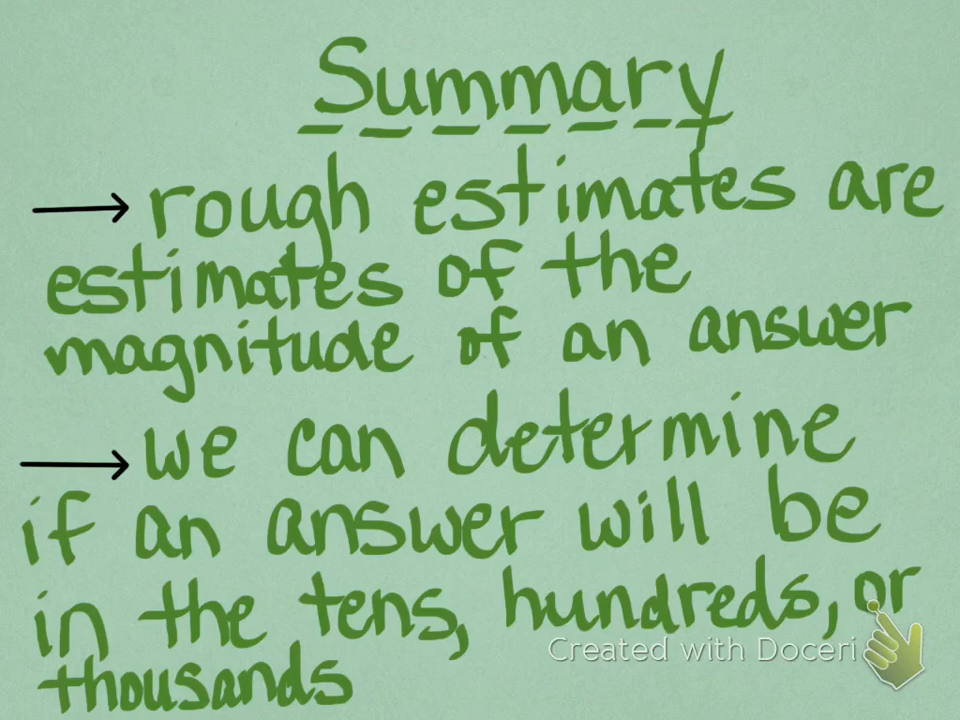 Summary
→ rough estimates are
estimates of the
magnitude of an answer
→ we can determine
if an answer will be
in the tens, hundreds, or
thousands
Created with Doceri